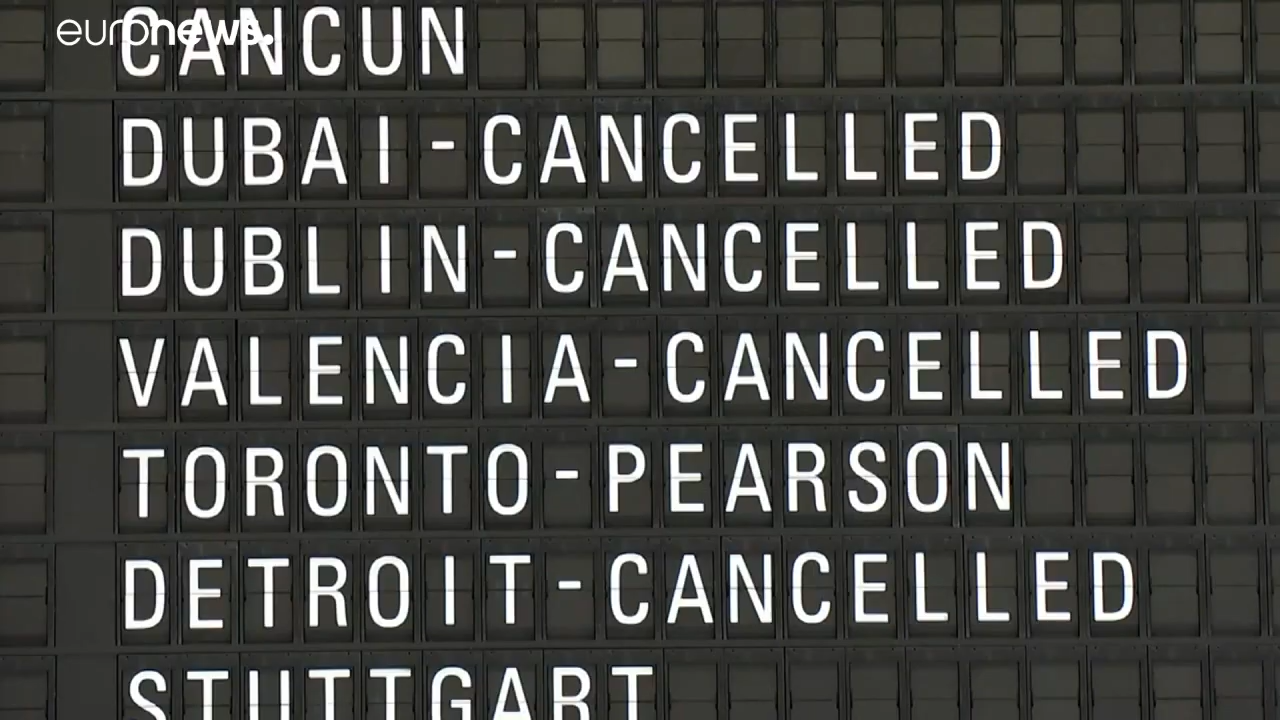 euronews.
CANCUN
DUBAI-CANCELLED
DUBLIN-CANCELLED
VALENCIA-CANCELLED
TORONTO-PEARSON
DETROIT-CANCELLED
STUTTGART